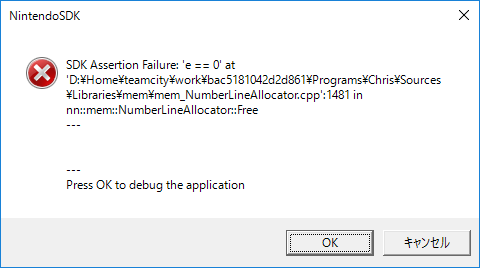 NintendoSDK
SDK Assertion Failure: 'e == 0' at
'D:¥Home¥teamcity¥work¥bac5181042d2d861¥Programs¥Chris¥Sources
¥Libraries¥mem¥mem_NumberLineAllocator.cpp':1481 in
nn::mem::NumberLineAllocator::Free
---
---
Press OK to debug the application
OK
キャンセル